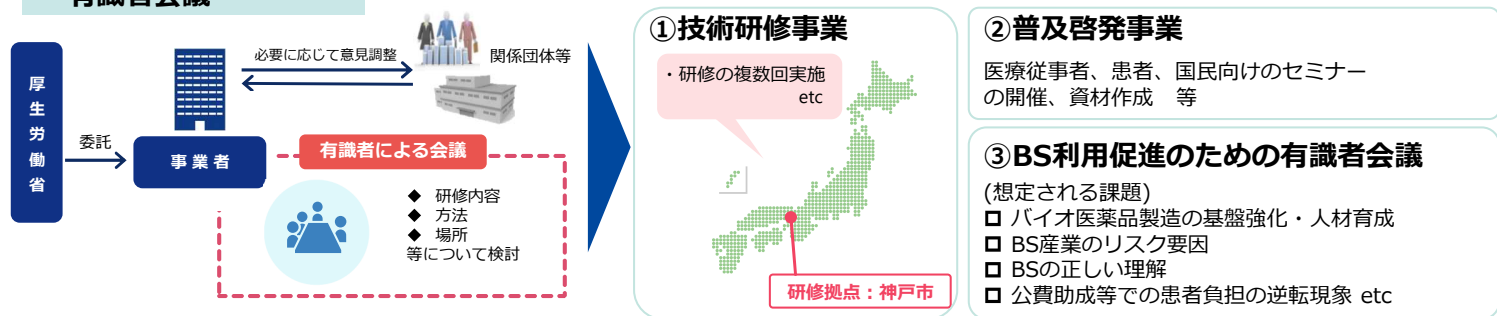 有識者会議
厚生労働省
委託
事業者
必要に応じて意見調整
関係団体等
有識者による会議
◆ 研修内容
◆ 方法
◆ 場所
等について検討
①技術研修事業
・研修の複数回実施
etc
研修拠点：神戸市
②普及啓発事業
医療従事者、患者、国民向けのセミナー
の開催、資材作成　等
③BS利用促進のための有識者会議
(想定される課題)
□ バイオ医薬品製造の基盤強化・人材育成
□ BS産業のリスク要因
□ BSの正しい理解
□ 公費助成等での患者負担の逆転現象 etc